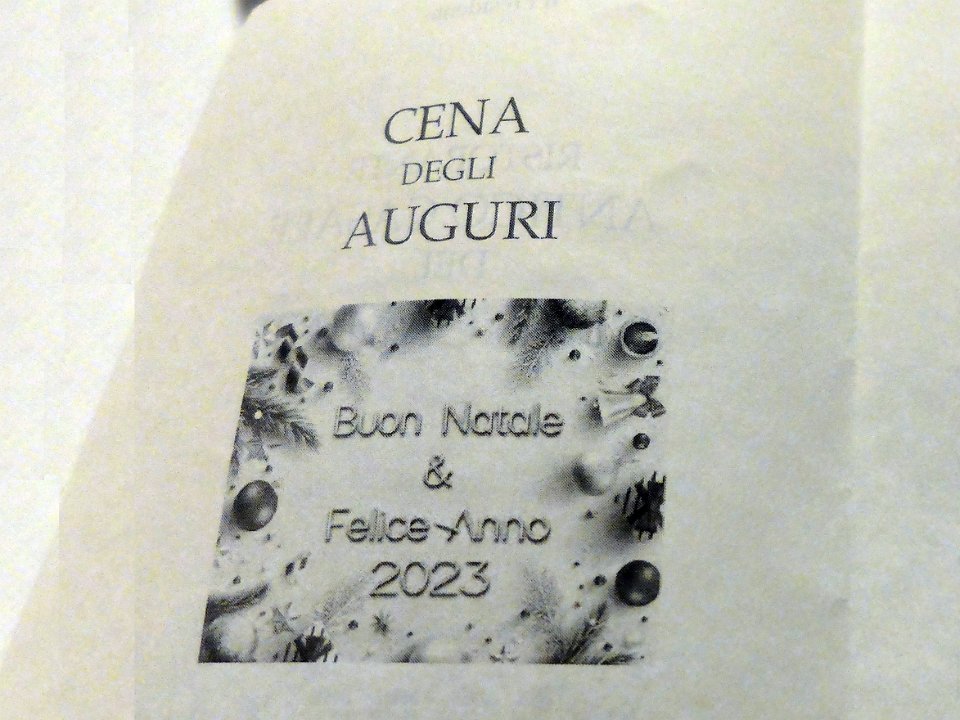 CENA
DEGLI
AUGURI
Buon Natale
&
Felice Anno
2023